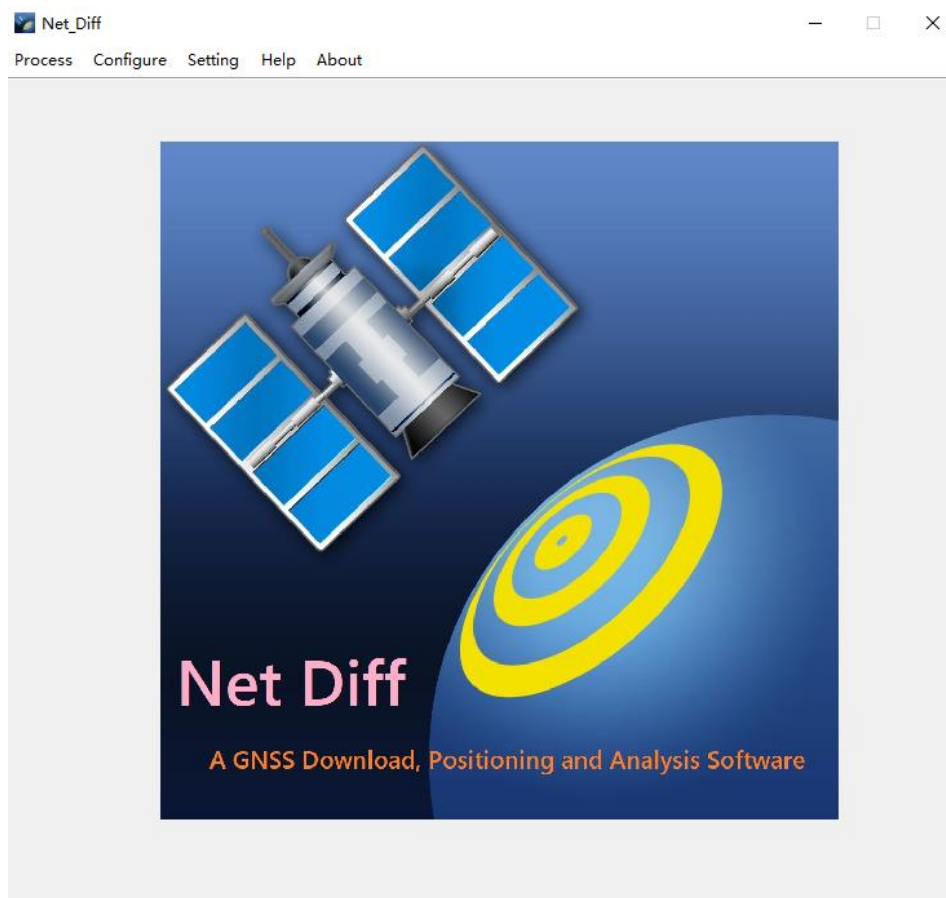 Net_Diff
Process Configure Setting Help About
Net Diff
A GNSS Download, Positioning and Analysis Software